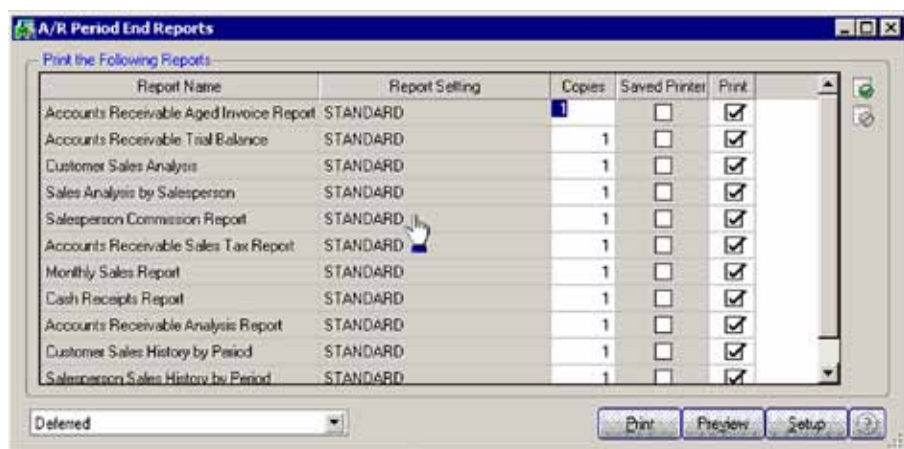 A/R Period End Reports
Print the Following Reports
Report Name Report Setting Copies Saved Printer Print
Accounts Receivable Aged Invoice Report STANDARD 1
Accounts Receivable Trial Balance STANDARD 1
Customer Sales Analysis STANDARD 1
Sales Analysis by Salesperson STANDARD 1
Salesperson Commission Report STANDARD 1
Accounts Receivable Sales Tax Report STANDARD 1
Monthly Sales Report STANDARD 1
Cash Receipts Report STANDARD 1
Accounts Receivable Analysis Report STANDARD 1
Customer Sales History by Period STANDARD 1
Salesperson Sales History by Period STANDARD 1
Deferred Print Preview Setup ?